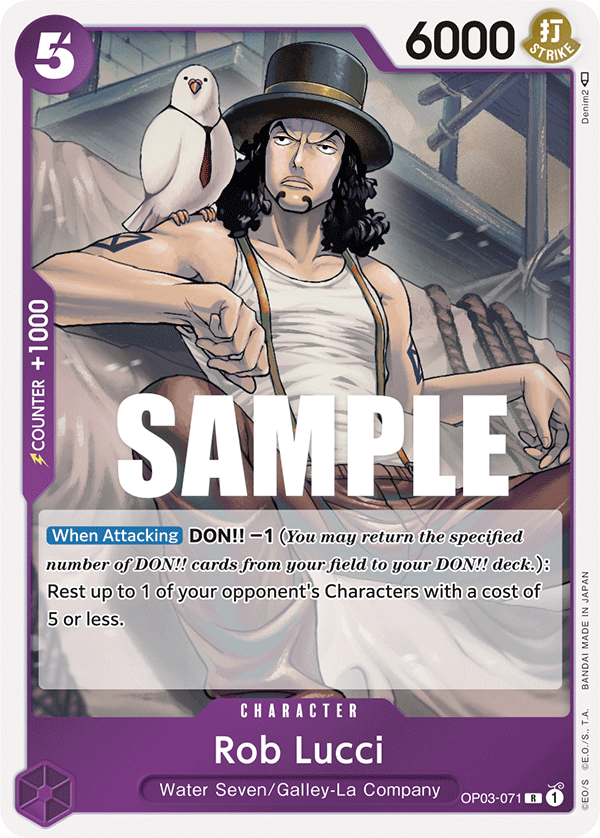 5
6000
打
STRIKE
Denim2
COUNTER +1000
SAMPLE
When Attacking DON!! −1 (You may return the specified
number of DON!! cards from your field to your DON!! deck.):
Rest up to 1 of your opponent's Characters with a cost of
5 or less.
CHARACTER
Rob Lucci
Water Seven/Galley-La Company
OP03-071 R 1
©E.O/S ©E.O./S., T.A. BANDAI MADE IN JAPAN